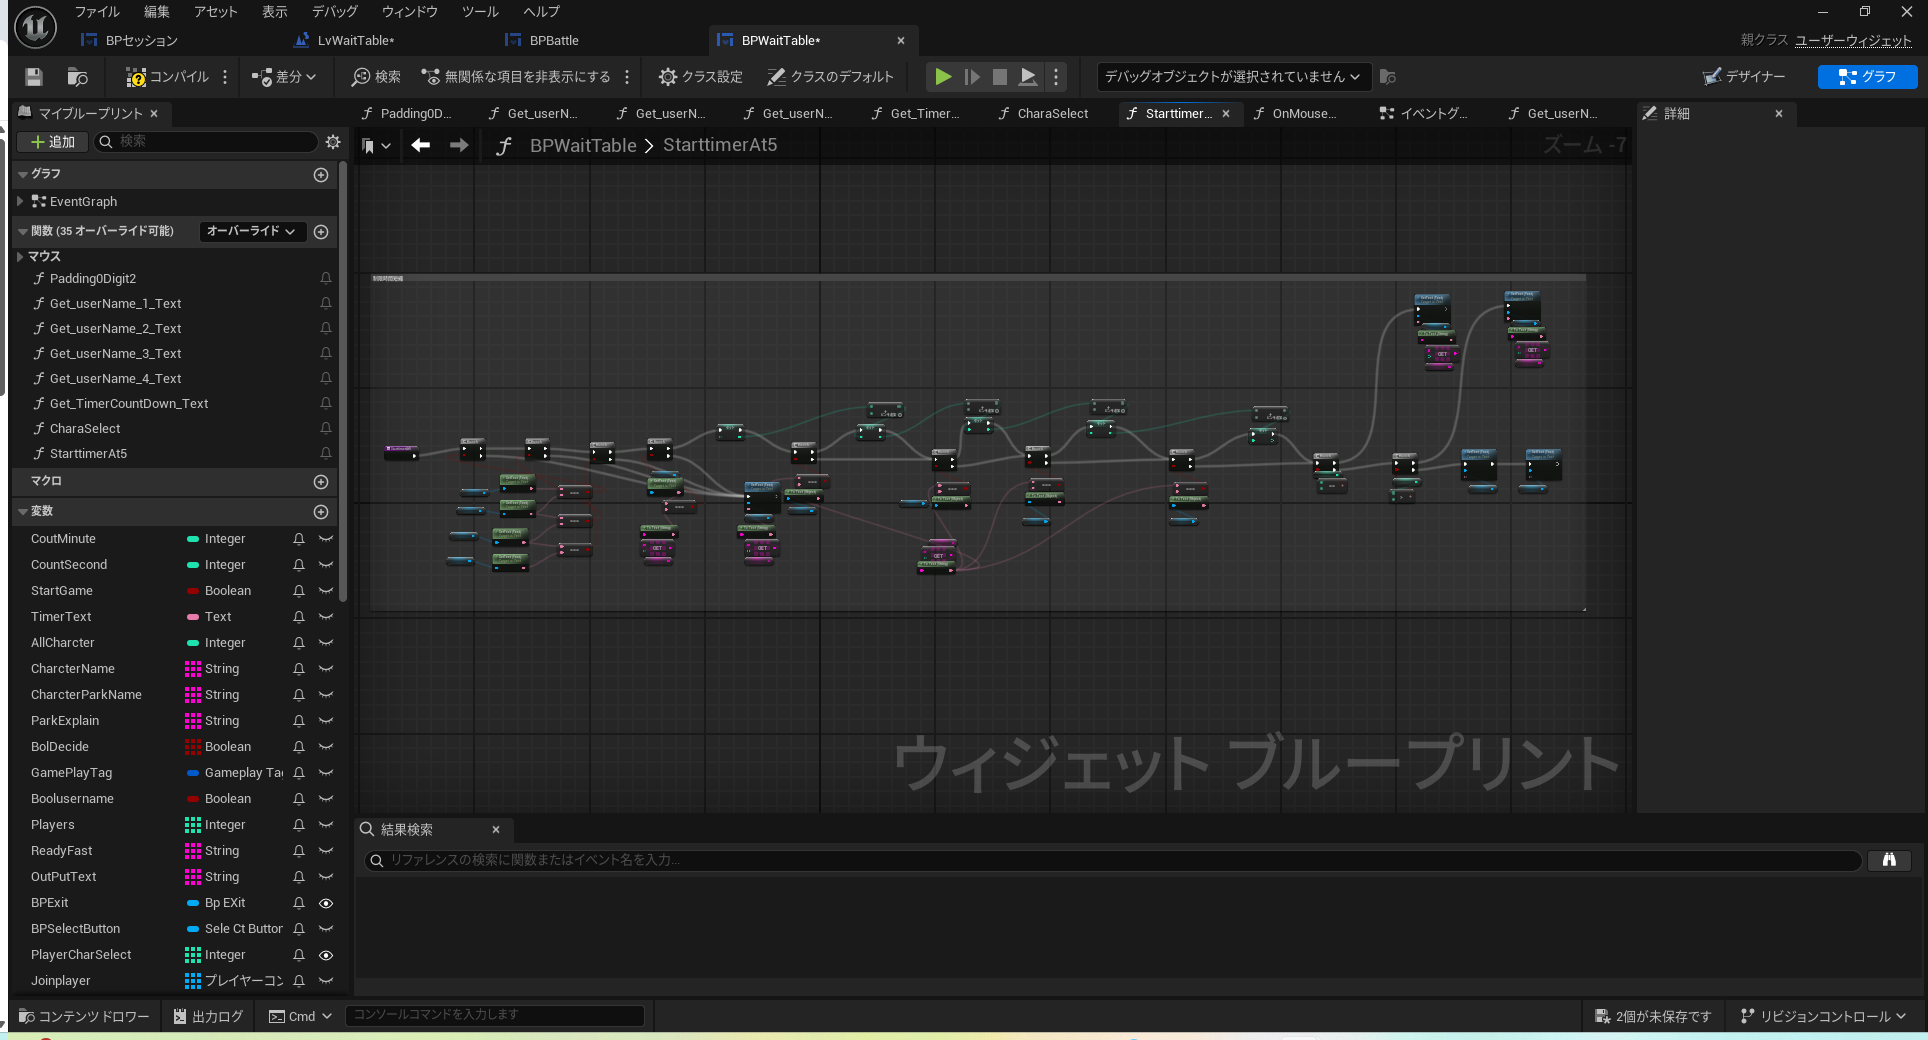 ファイル 編集 アセット 表示 デバッグ ウィンドウ ツール ヘルプ
BPセッション LvWaitTable* BPBattle BPWaitTable*
親クラス ユーザーウィジェット
コンパイル 差分 検索 無関係な項目を非表示にする クラス設定 クラスのデフォルト デバッグオブジェクトが選択されていません デザイナー グラフ
マイブループリント
Padding0D... Get_userN... Get_userN... Get_userN... Get_Timer... CharaSelect Starttimer... OnMouse... イベントグ... Get_userN... 詳細
追加 検索
BPWaitTable StarttimerAt5 ズーム -7
グラフ
EventGraph
関数 (35 オーバーライド可能) オーバーライド
マウス
Padding0Digit2
Get_userName_1_Text
Get_userName_2_Text
Get_userName_3_Text
Get_userName_4_Text
Get_TimerCountDown_Text
CharaSelect
StarttimerAt5
マクロ
変数
CoutMinute Integer
CountSecond Integer
StartGame Boolean
TimerText Text
AllCharcter Integer
CharcterName String
CharcterParkName String
ParkExplain String
BolDecide Boolean
GamePlayTag Gameplay Tag
Boolusername Boolean
Players Integer
ReadyFast String
OutPutText String
BPExit Bp EXit
BPSelectButton Sele Ct Button
PlayerCharSelect Integer
Joinplayer プレイヤーコン
GET
GET
GET
GET
GET
ウィジェット ブループリント
結果検索
リファレンスの検索に関数またはイベント名を入力...
コンテンツ ドロワー 出力ログ Cmd コンソールコマンドを入力します 2個が未保存です リビジョンコントロール